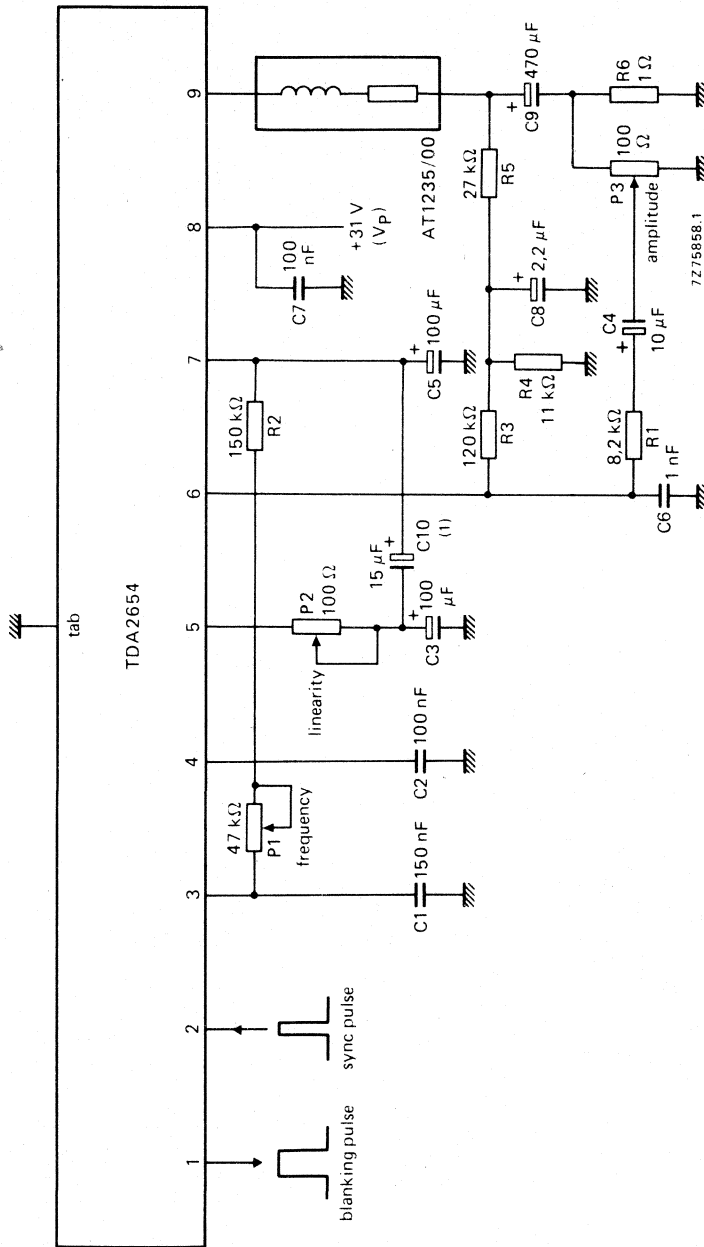 tab
TDA2654
1
2
3
4
5
6
7
8
9
blanking pulse
sync pulse
47 kΩ
P1
frequency
C1
150 nF
C2
100 nF
linearity
P2
100 Ω
+
C3
100
μF
15 μF
+
C10
(1)
150 kΩ
R2
+
C5
100 μF
C7
100
nF
+31 V
(VP)
AT1235/00
120 kΩ
R3
R4
11 kΩ
+
C8
2,2 μF
27 kΩ
R5
+
C9
470 μF
C6
1 nF
8,2 kΩ
R1
+
C4
10 μF
P3
100
Ω
amplitude
R6
1 Ω
7Z75858.1